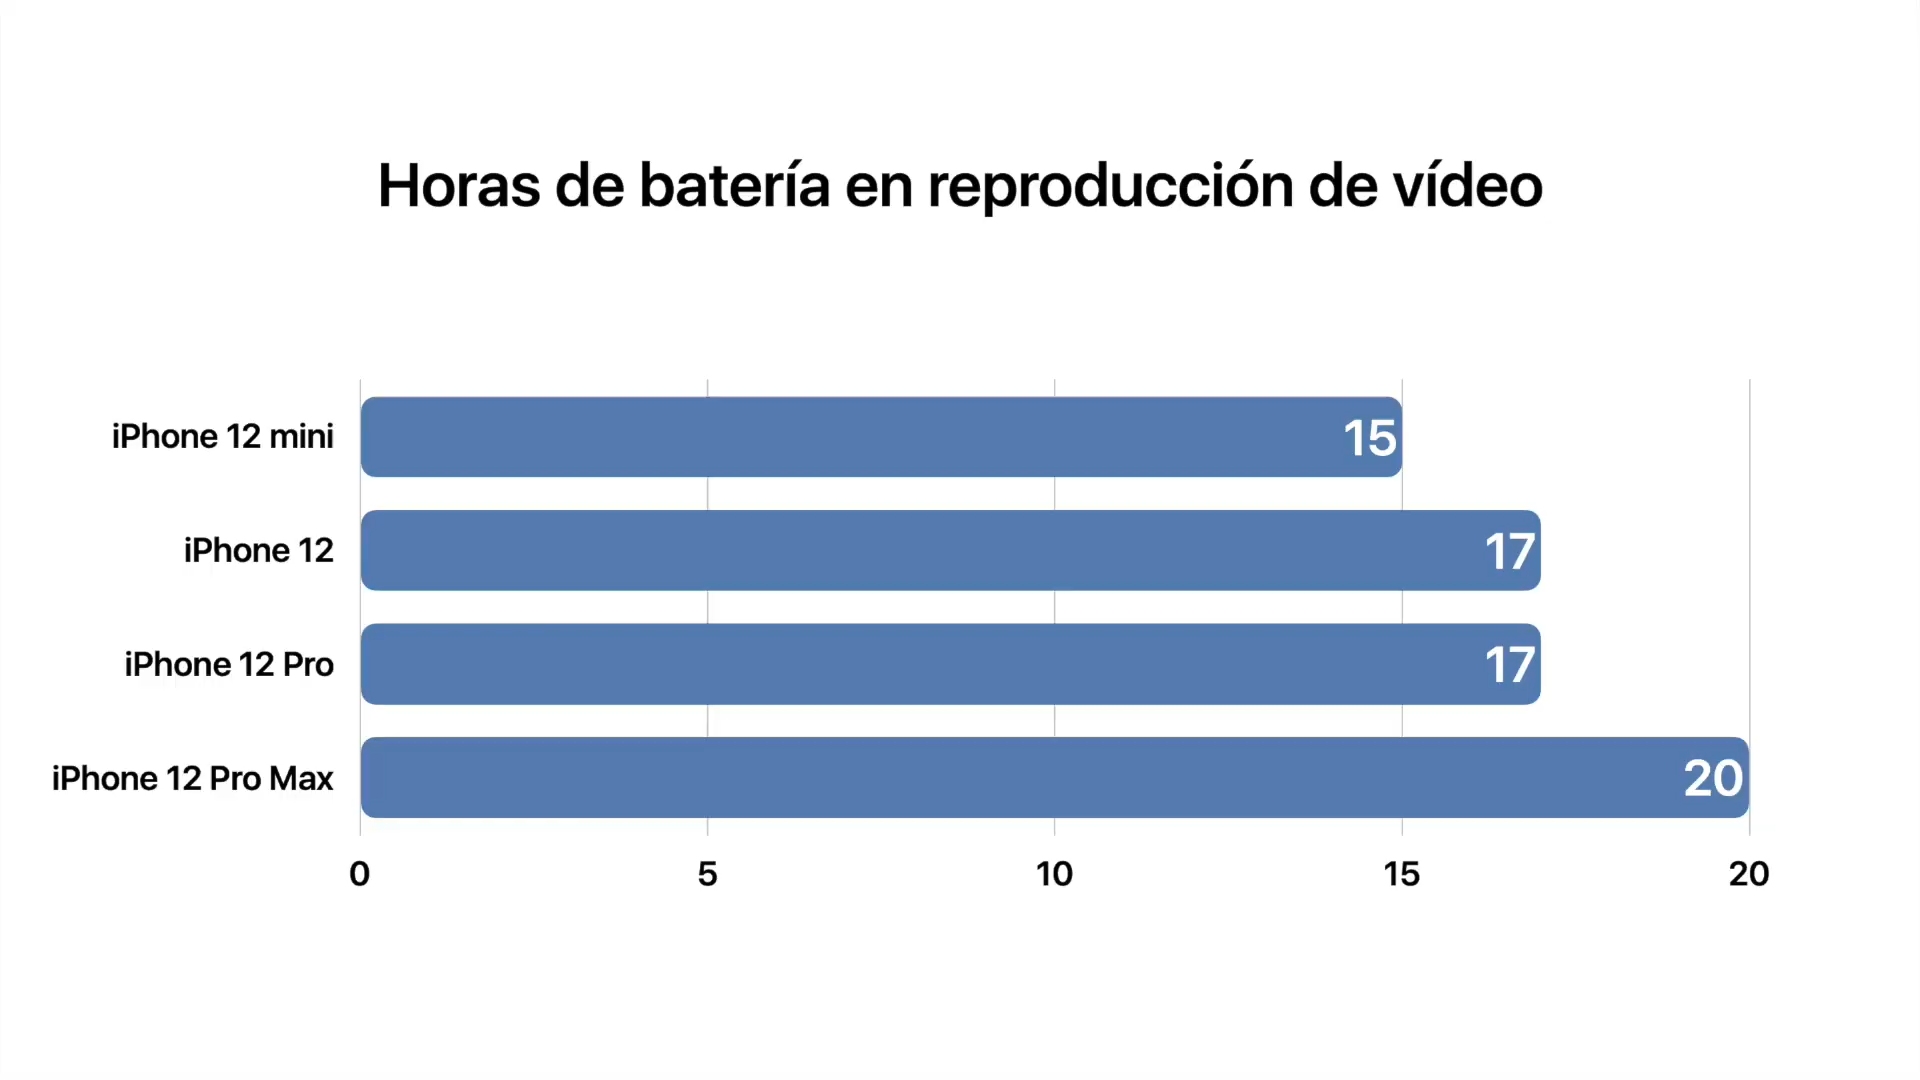 Horas de batería en reproducción de vídeo
iPhone 12 mini
15
iPhone 12
17
iPhone 12 Pro
17
iPhone 12 Pro Max
20
0 5 10 15 20